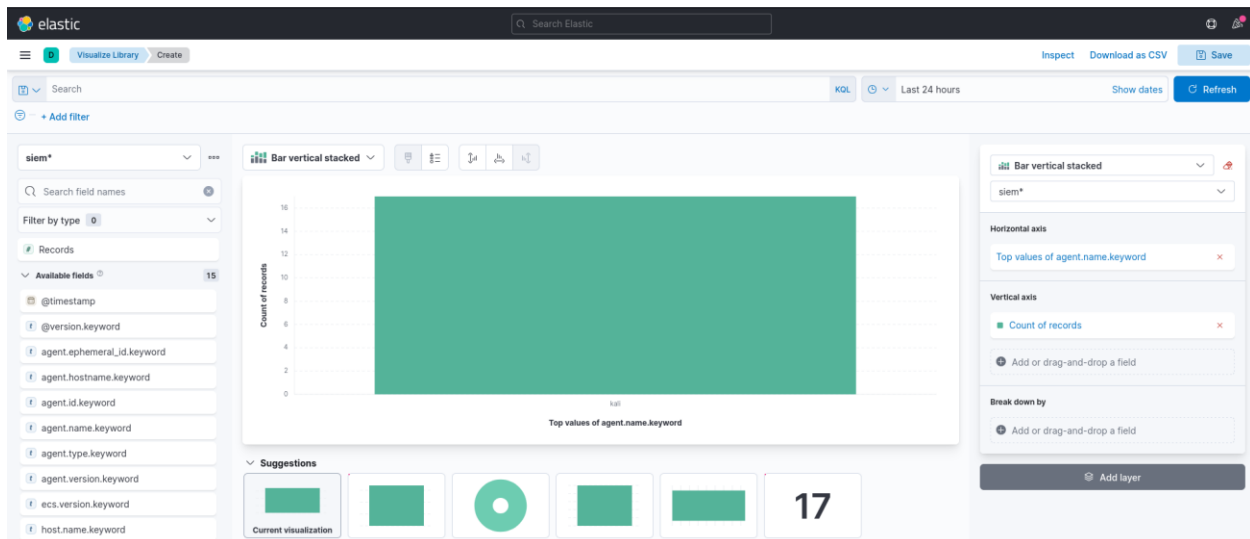 elastic
Search Elastic
D Visualize Library Create
Inspect Download as CSV Save
Search KQL Last 24 hours Show dates Refresh
+ Add filter
siem*
Search field names
Filter by type 0
Records
Available fields 15
@timestamp
@version.keyword
agent.ephemeral_id.keyword
agent.hostname.keyword
agent.id.keyword
agent.name.keyword
agent.type.keyword
agent.version.keyword
ecs.version.keyword
host.name.keyword
Bar vertical stacked
Count of records
16
14
12
10
8
6
4
2
0
kali
Top values of agent.name.keyword
Suggestions
Current visualization
17
Bar vertical stacked
siem*
Horizontal axis
Top values of agent.name.keyword
Vertical axis
Count of records
Add or drag-and-drop a field
Break down by
Add or drag-and-drop a field
Add layer